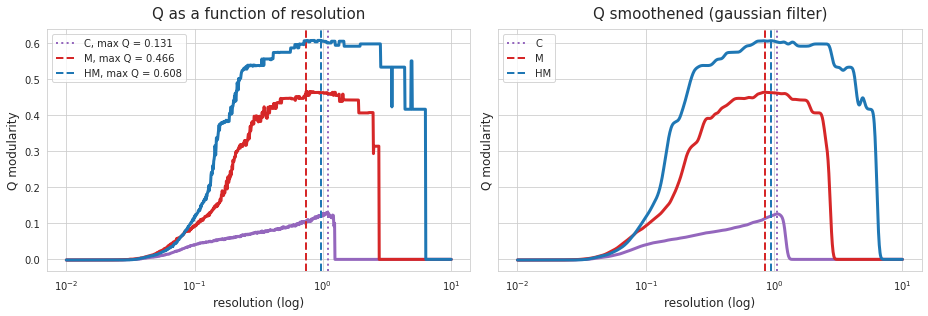 Q as a function of resolution
C, max Q = 0.131
M, max Q = 0.466
HM, max Q = 0.608
Q modularity
0.6
0.5
0.4
0.3
0.2
0.1
0.0
10⁻²
10⁻¹
10⁰
10¹
resolution (log)
Q smoothened (gaussian filter)
C
M
HM
Q modularity
10⁻²
10⁻¹
10⁰
10¹
resolution (log)